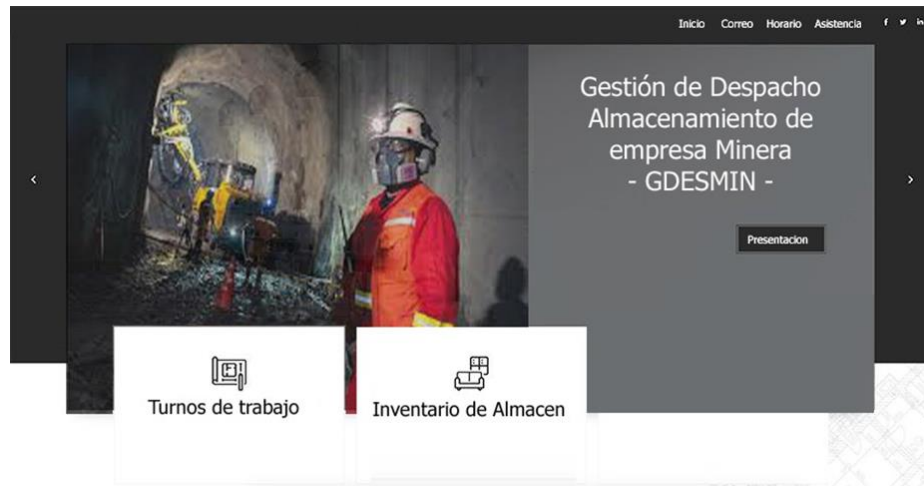 Inicio Correo Horario Asistencia f in
Gestión de Despacho
Almacenamiento de
empresa Minera
- GDESMIN -
Presentacion
Turnos de trabajo
Inventario de Almacen